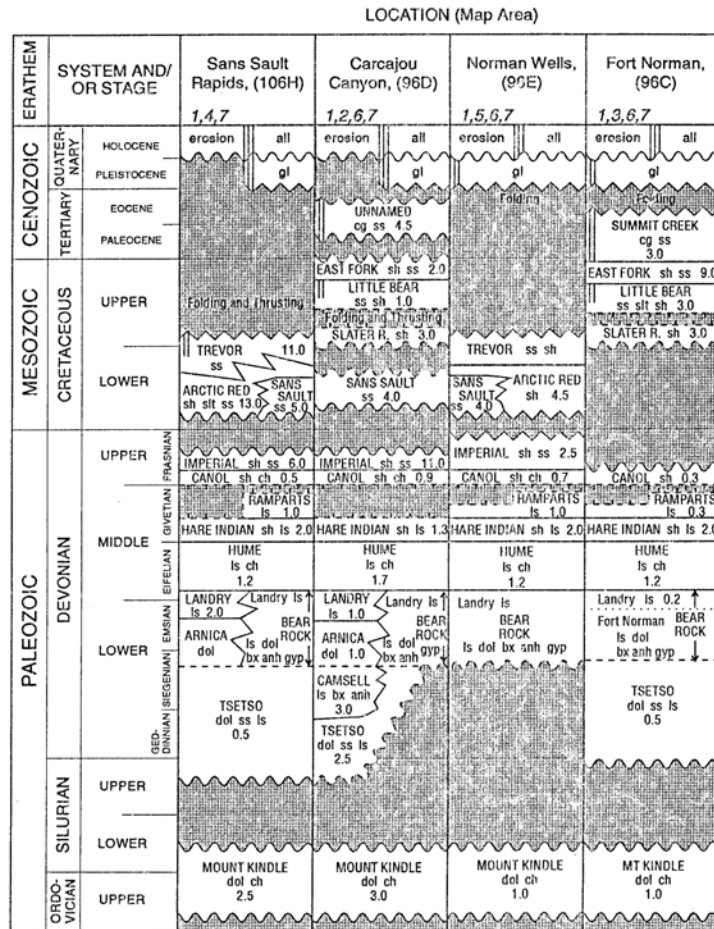 LOCATION (Map Area)
ERATHEM
SYSTEM AND/
OR STAGE
Sans Sault
Rapids, (106H)
1,4,7
Carcajou
Canyon, (96D)
1,2,6,7
Norman Wells,
(96E)
1,5,6,7
Fort Norman,
(96C)
1,3,6,7
CENOZOIC
QUATER-
NARY
HOLOCENE
PLEISTOCENE
TERTIARY
EOCENE
PALEOCENE
MESOZOIC
CRETACEOUS
UPPER
LOWER
PALEOZOIC
DEVONIAN
UPPER
FRASNIAN
MIDDLE
GIVETIAN
EIFELIAN
LOWER
EMSIAN
SIEGENIAN
GED-
DINNIAN
SILURIAN
UPPER
LOWER
ORDO-
VICIAN
UPPER
erosion all
gl
Folding and Thrusting
TREVOR 11.0
ss
ARCTIC RED
sh slt ss 13.0
SANS
SAULT
ss 5.0
IMPERIAL sh ss 6.0
CANOL sh ch 0.5
RAMPARTS
ls 1.0
HARE INDIAN sh ls 2.0
HUME
ls ch
1.2
LANDRY
ls 2.0
Landry ls
ARNICA
dol
BEAR
ROCK
ls dol
bx anh gyp
TSETSO
dol ss ls
0.5
MOUNT KINDLE
dol ch
2.5
erosion all
gl
UNNAMED
cg ss 4.5
EAST FORK sh ss 2.0
LITTLE BEAR
ss sh 1.0
Folding and Thrusting
SLATER R. sh 3.0
SANS SAULT
ss 4.0
IMPERIAL sh ss 11.0
CANOL sh ch 0.9
HARE INDIAN sh ls 1.3
HUME
ls ch
1.7
LANDRY
ls 1.0
Landry ls
ARNICA
dol 1.0
BEAR
ROCK
ls dol
bx anh gyp
CAMSELL
ls bx anh
3.0
TSETSO
dol ss ls
2.5
MOUNT KINDLE
dol ch
3.0
erosion all
gl
Folding
TREVOR ss sh
SANS
SAULT
ss 4.0
ARCTIC RED
sh 4.5
IMPERIAL sh ss 2.5
CANOL sh ch 0.7
RAMPARTS
ls 1.0
HARE INDIAN sh ls 2.0
HUME
ls ch
1.2
Landry ls
BEAR
ROCK
ls dol bx anh gyp
MOUNT KINDLE
dol ch
1.0
erosion all
gl
Folding
SUMMIT CREEK
cg ss
3.0
EAST FORK sh ss 9.0
LITTLE BEAR
ss slt sh 3.0
SLATER R. sh 3.0
CANOL sh 0.3
RAMPARTS
ls 0.3
HARE INDIAN sh ls 2.0
HUME
ls ch
1.2
Landry ls 0.2
Fort Norman
ls dol
bx anh gyp
BEAR
ROCK
TSETSO
dol ss ls
0.5
MT KINDLE
dol ch
1.0